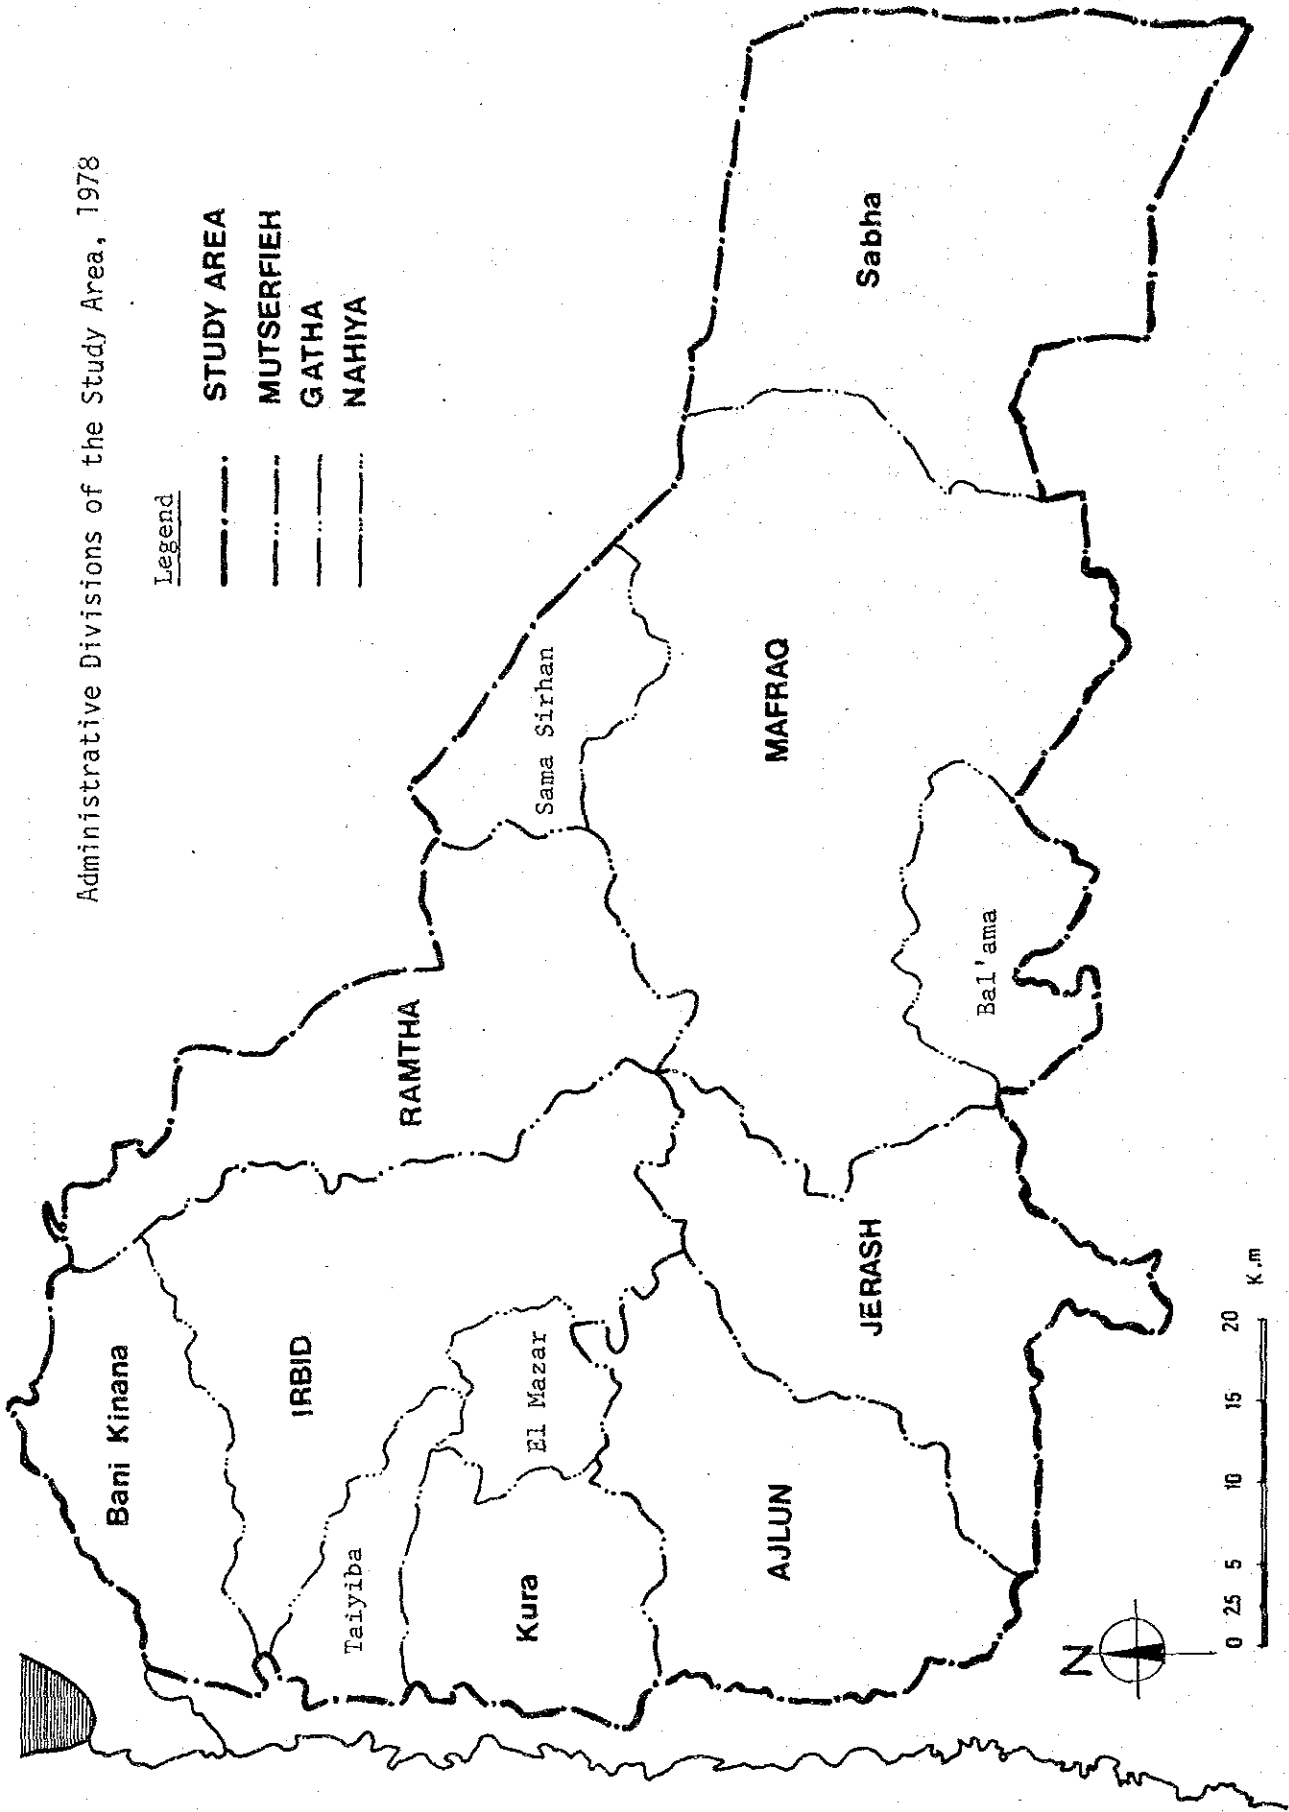 Administrative Divisions of the Study Area, 1978
Legend
STUDY AREA
MUTSERFIEH
GATHA
NAHIYA
Bani Kinana
IRBID
RAMTHA
Taiyiba
El Mazar
Kura
Sama Sirhan
AJLUN
JERASH
MAFRAQ
Sabha
Bal'ama
N
0 2.5 5 10 15 20 K.m